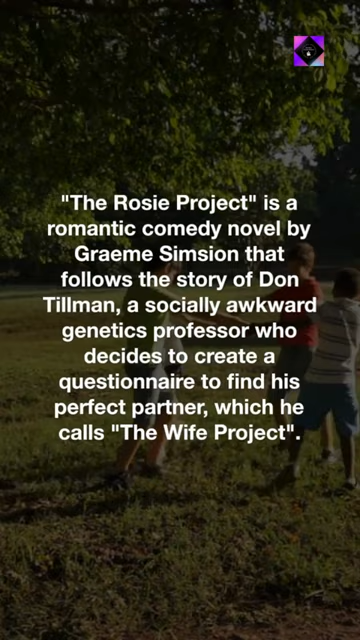 "The Rosie Project" is a
romantic comedy novel by
Graeme Simsion that
follows the story of Don
Tillman, a socially awkward
genetics professor who
decides to create a
questionnaire to find his
perfect partner, which he
calls "The Wife Project".